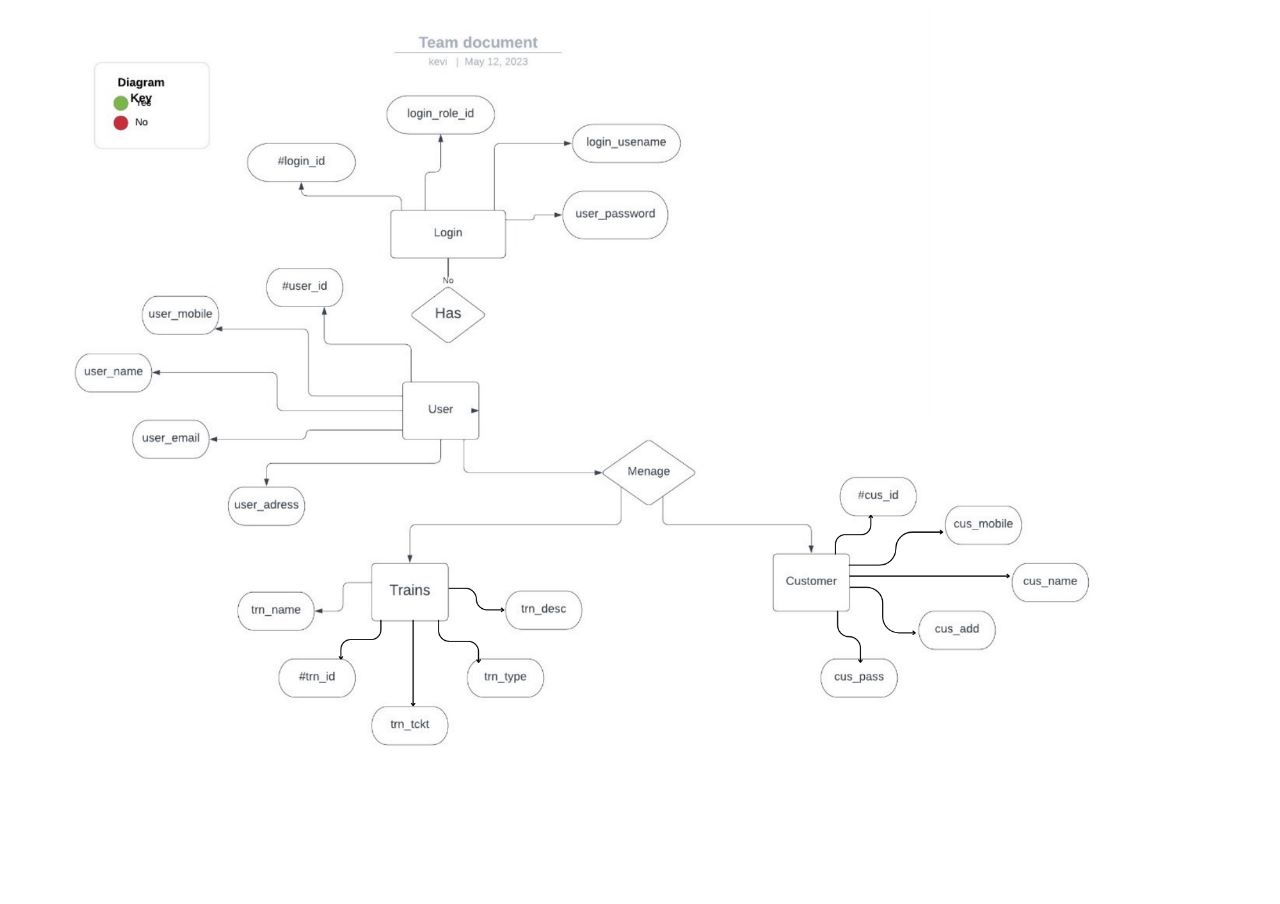 Team document
kevi | May 12, 2023
Diagram
Key
Yes
No
login_role_id
login_usename
#login_id
user_password
Login
No
Has
#user_id
user_mobile
user_name
User
user_email
user_adress
Menage
#cus_id
cus_mobile
Customer
cus_name
cus_add
cus_pass
Trains
trn_name
trn_desc
#trn_id
trn_type
trn_tckt